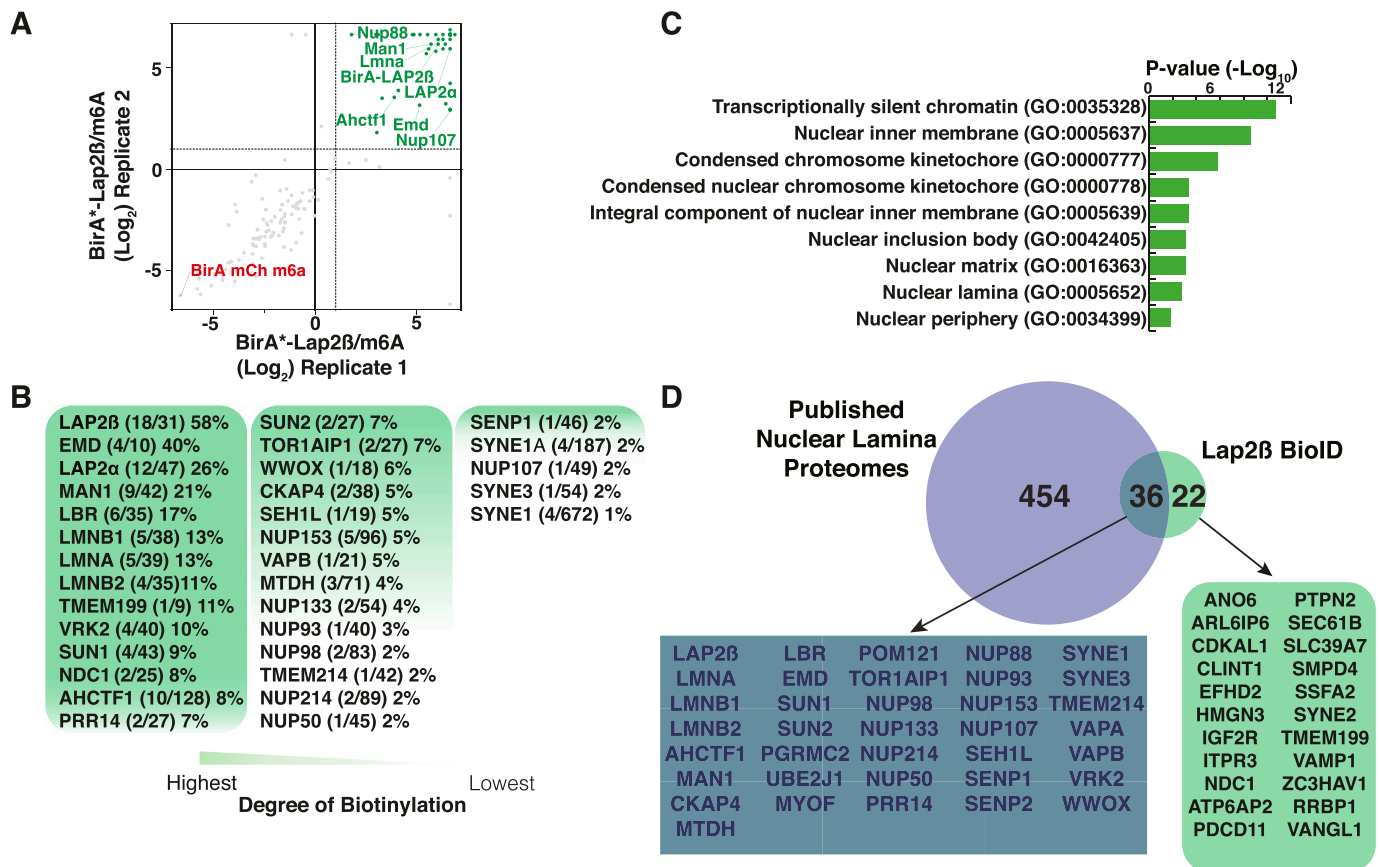 A
BirA*-Lap2ß/m6A
(Log2) Replicate 2
5
0
-5
Nup88
Man1
Lmna
BirA-LAP2ß
LAP2α
Ahctf1
Emd
Nup107
BirA mCh m6a
-5
0
5
BirA*-Lap2ß/m6A
(Log2) Replicate 1
C
P-value (-Log10)
0
6
12
Transcriptionally silent chromatin (GO:0035328)
Nuclear inner membrane (GO:0005637)
Condensed chromosome kinetochore (GO:0000777)
Condensed nuclear chromosome kinetochore (GO:0000778)
Integral component of nuclear inner membrane (GO:0005639)
Nuclear inclusion body (GO:0042405)
Nuclear matrix (GO:0016363)
Nuclear lamina (GO:0005652)
Nuclear periphery (GO:0034399)
B
LAP2ß (18/31) 58%
EMD (4/10) 40%
LAP2α (12/47) 26%
MAN1 (9/42) 21%
LBR (6/35) 17%
LMNB1 (5/38) 13%
LMNA (5/39) 13%
LMNB2 (4/35)11%
TMEM199 (1/9) 11%
VRK2 (4/40) 10%
SUN1 (4/43) 9%
NDC1 (2/25) 8%
AHCTF1 (10/128) 8%
PRR14 (2/27) 7%
SUN2 (2/27) 7%
TOR1AIP1 (2/27) 7%
WWOX (1/18) 6%
CKAP4 (2/38) 5%
SEH1L (1/19) 5%
NUP153 (5/96) 5%
VAPB (1/21) 5%
MTDH (3/71) 4%
NUP133 (2/54) 4%
NUP93 (1/40) 3%
NUP98 (2/83) 2%
TMEM214 (1/42) 2%
NUP214 (2/89) 2%
NUP50 (1/45) 2%
SENP1 (1/46) 2%
SYNE1A (4/187) 2%
NUP107 (1/49) 2%
SYNE3 (1/54) 2%
SYNE1 (4/672) 1%
Highest
Lowest
Degree of Biotinylation
D
Published
Nuclear Lamina
Proteomes
Lap2ß BioID
454
36
22
LAP2ß LBR POM121 NUP88 SYNE1
LMNA EMD TOR1AIP1 NUP93 SYNE3
LMNB1 SUN1 NUP98 NUP153 TMEM214
LMNB2 SUN2 NUP133 NUP107 VAPA
AHCTF1 PGRMC2 NUP214 SEH1L VAPB
MAN1 UBE2J1 NUP50 SENP1 VRK2
CKAP4 MYOF PRR14 SENP2 WWOX
MTDH
ANO6 PTPN2
ARL6IP6 SEC61B
CDKAL1 SLC39A7
CLINT1 SMPD4
EFHD2 SSFA2
HMGN3 SYNE2
IGF2R TMEM199
ITPR3 VAMP1
NDC1 ZC3HAV1
ATP6AP2 RRBP1
PDCD11 VANGL1